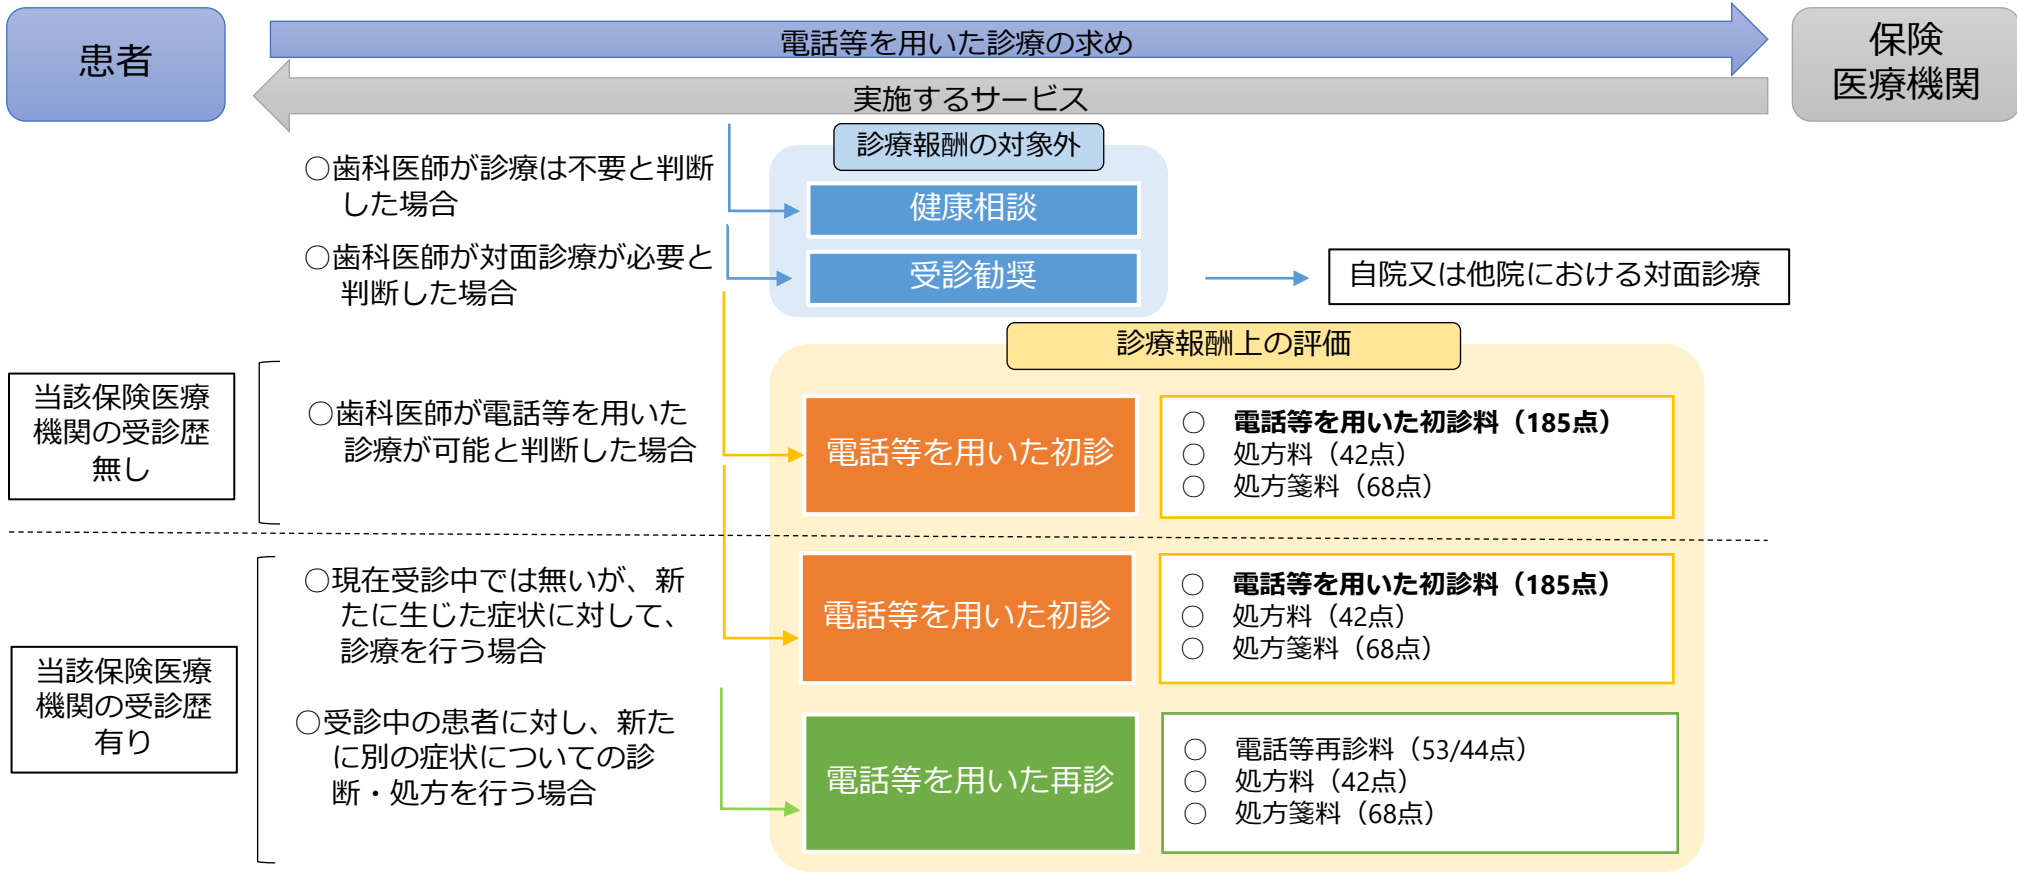 患者
電話等を用いた診療の求め
実施するサービス
保険
医療機関
診療報酬の対象外
○歯科医師が診療は不要と判断
した場合
健康相談
○歯科医師が対面診療が必要と
判断した場合
受診勧奨
自院又は他院における対面診療
診療報酬上の評価
当該保険医療
機関の受診歴
無し
○歯科医師が電話等を用いた
診療が可能と判断した場合
電話等を用いた初診
○ 電話等を用いた初診料（185点）
○ 処方料（42点）
○ 処方箋料（68点）
当該保険医療
機関の受診歴
有り
○現在受診中では無いが、新
たに生じた症状に対して、
診療を行う場合
電話等を用いた初診
○ 電話等を用いた初診料（185点）
○ 処方料（42点）
○ 処方箋料（68点）
○受診中の患者に対し、新た
に別の症状についての診
断・処方を行う場合
電話等を用いた再診
○ 電話等再診料（53/44点）
○ 処方料（42点）
○ 処方箋料（68点）